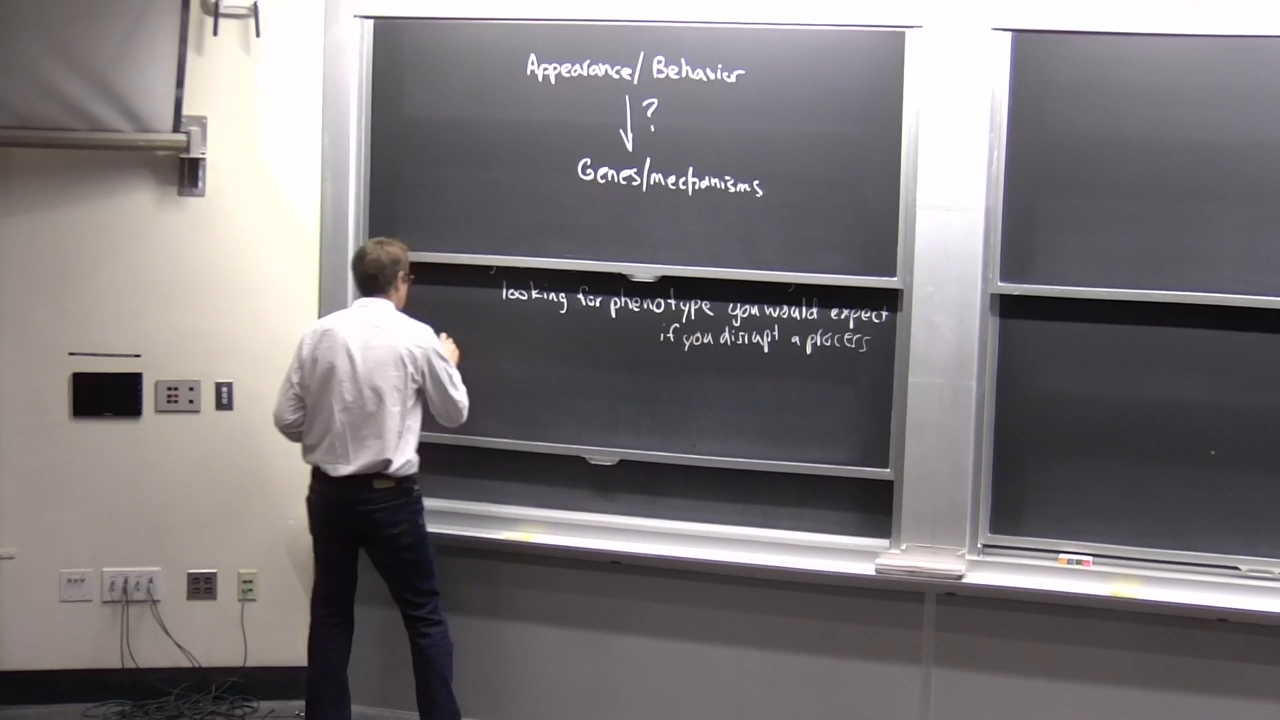 Appearance/Behavior
?
Genes/mechanisms
looking for phenotype you would expect
if you disrupt a process